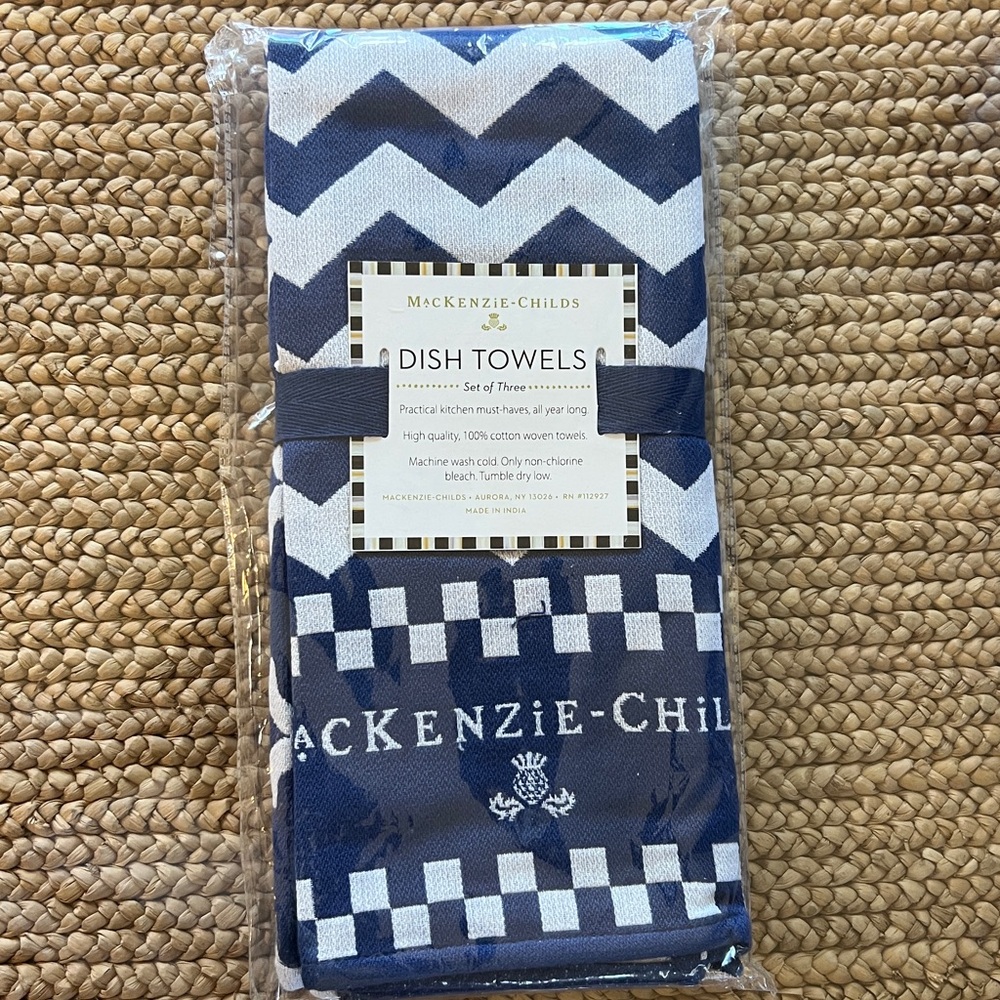 MACKENZiE-CHiLDS
DISH TOWELS
Set of Three
Practical kitchen must-haves, all year long.
High quality, 100% cotton woven towels.
Machine wash cold. Only non-chlorine
bleach. Tumble dry low.
MACKENZIE-CHILDS • AURORA, NY 13026 • RN #112927
MADE IN INDIA
ACKENZiE-CHiL